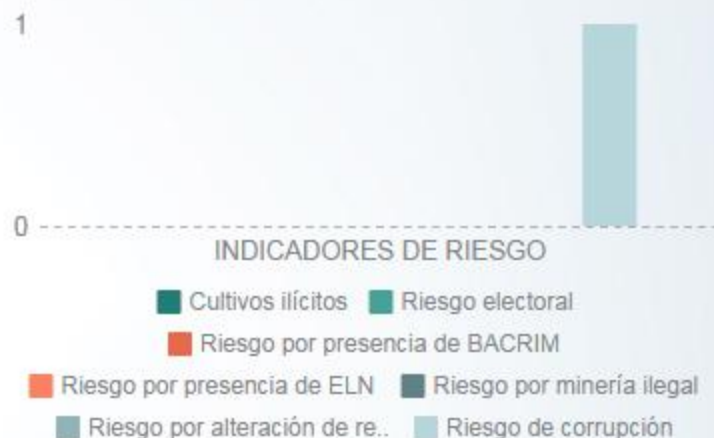 1
0
INDICADORES DE RIESGO
Cultivos ilícitos Riesgo electoral
Riesgo por presencia de BACRIM
Riesgo por presencia de ELN Riesgo por minería ilegal
Riesgo por alteración de re.. Riesgo de corrupción